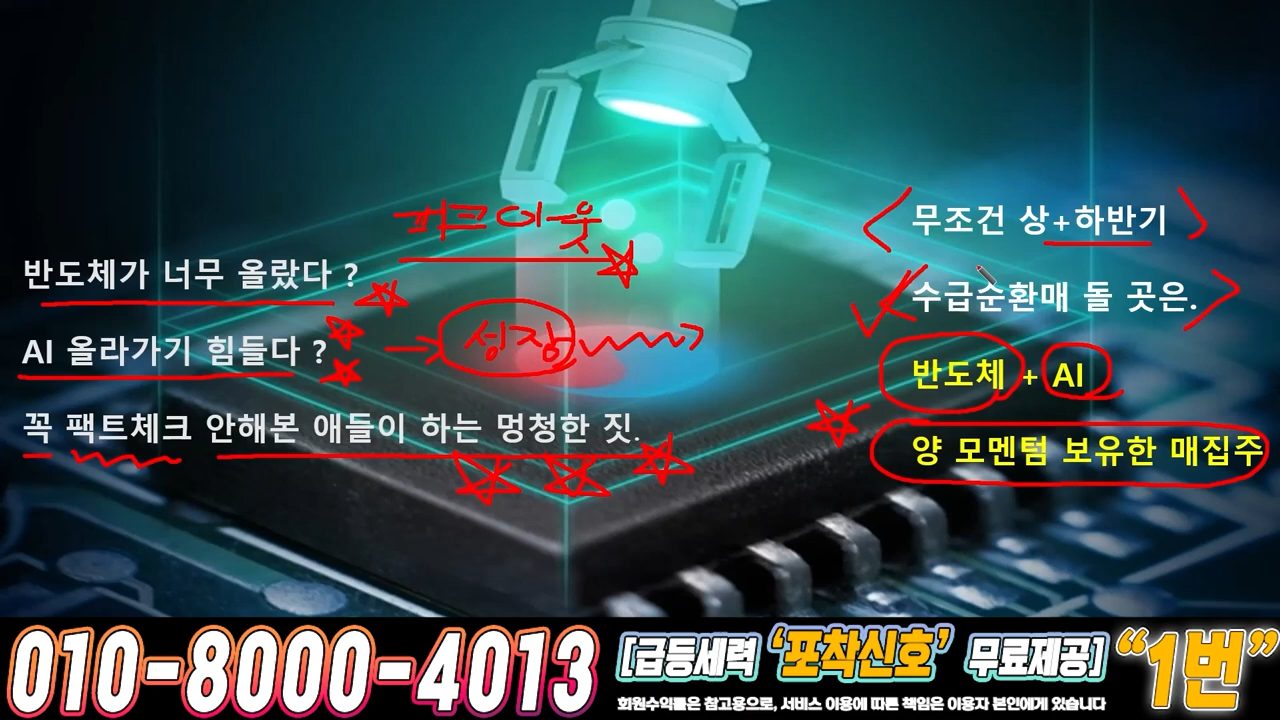 피크아웃
반도체가 너무 올랐다 ?
AI 올라가기 힘들다 ?
성장
꼭 팩트체크 안해본 애들이 하는 멍청한 짓.
무조건 상+하반기
수급순환매 돌 곳은.
반도체 + AI
양 모멘텀 보유한 매집주
010-8000-4013
[급등세력 '포착신호' 무료제공] "1번"
회원수익률은 참고용으로, 서비스 이용에 따른 책임은 이용자 본인에게 있습니다